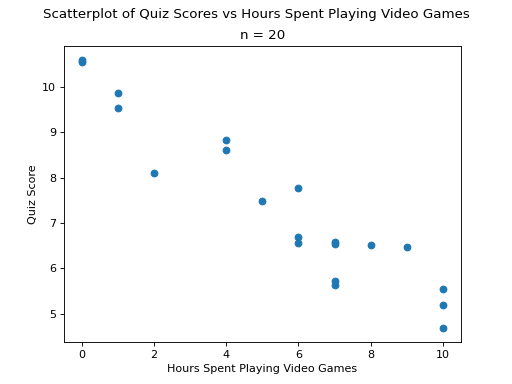 Scatterplot of Quiz Scores vs Hours Spent Playing Video Games
n = 20
10
9
8
7
6
5
Quiz Score
0 2 4 6 8 10
Hours Spent Playing Video Games